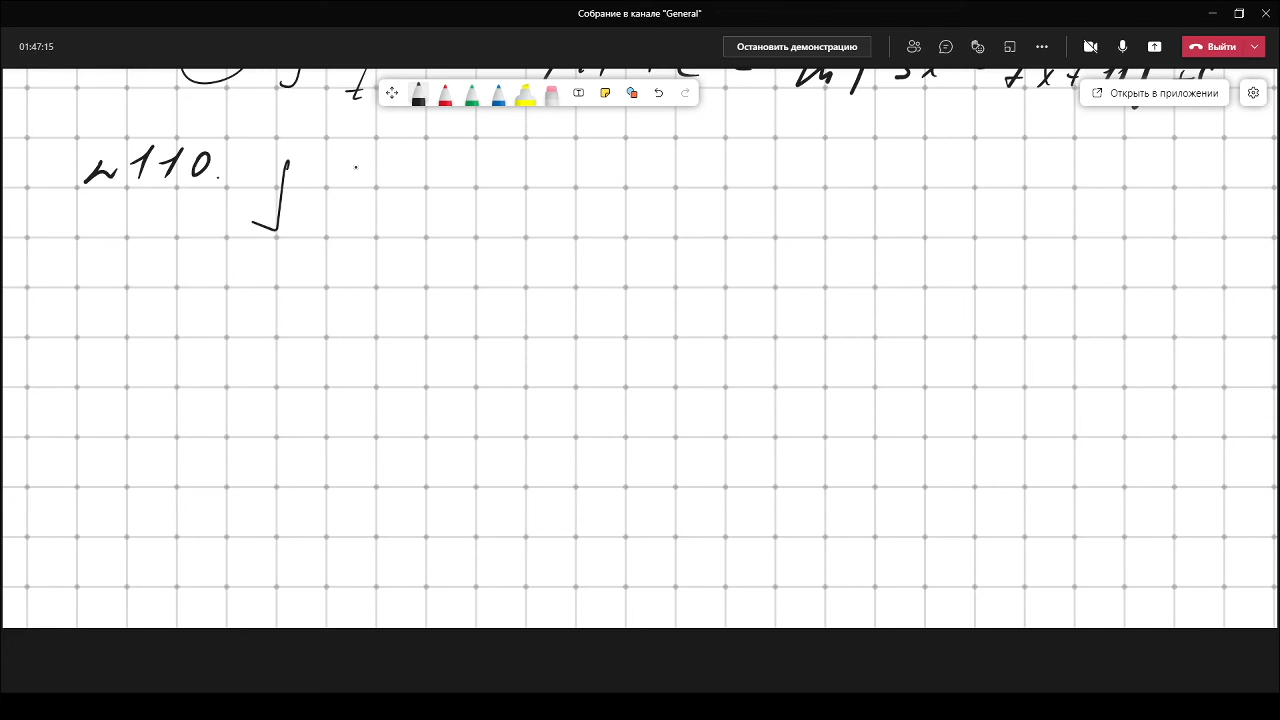 Собрание в канале "General"
01:47:15
Остановить демонстрацию
Выйти
Открыть в приложении
№110. ∫